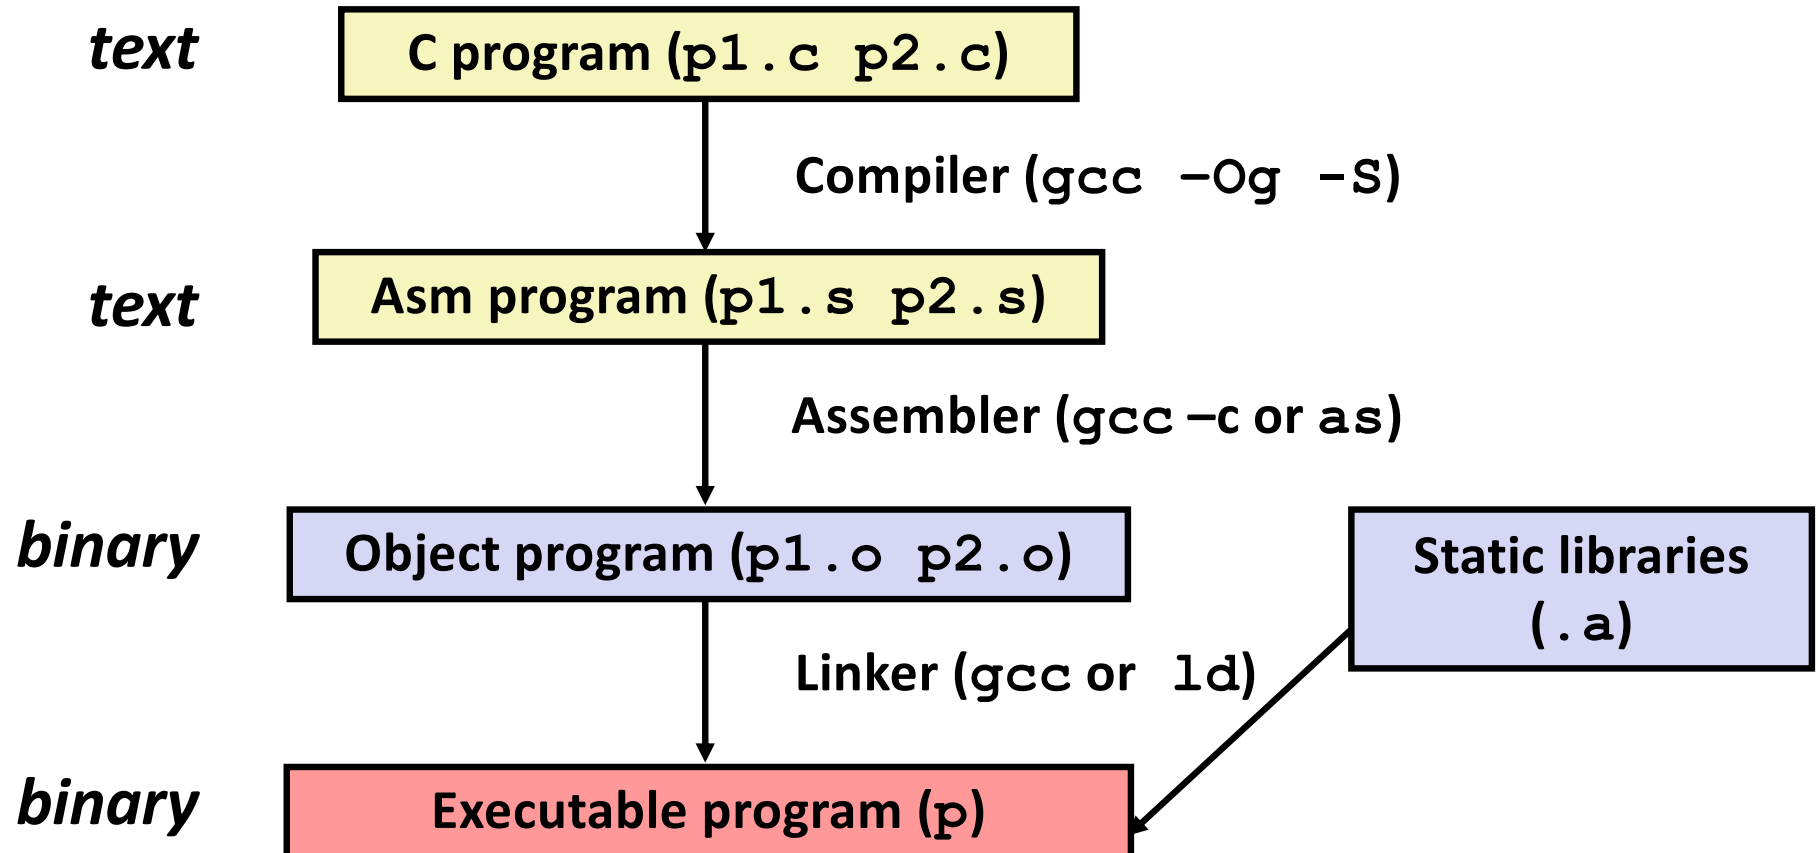 text
C program (p1.c p2.c)
Compiler (gcc –Og -S)
text
Asm program (p1.s p2.s)
Assembler (gcc –c or as)
binary
Object program (p1.o p2.o)
Static libraries
(.a)
Linker (gcc or ld)
binary
Executable program (p)